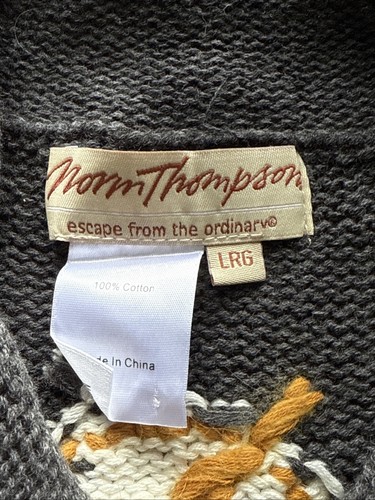 Norm Thompson
escape from the ordinary®
LRG
100% Cotton
de In China